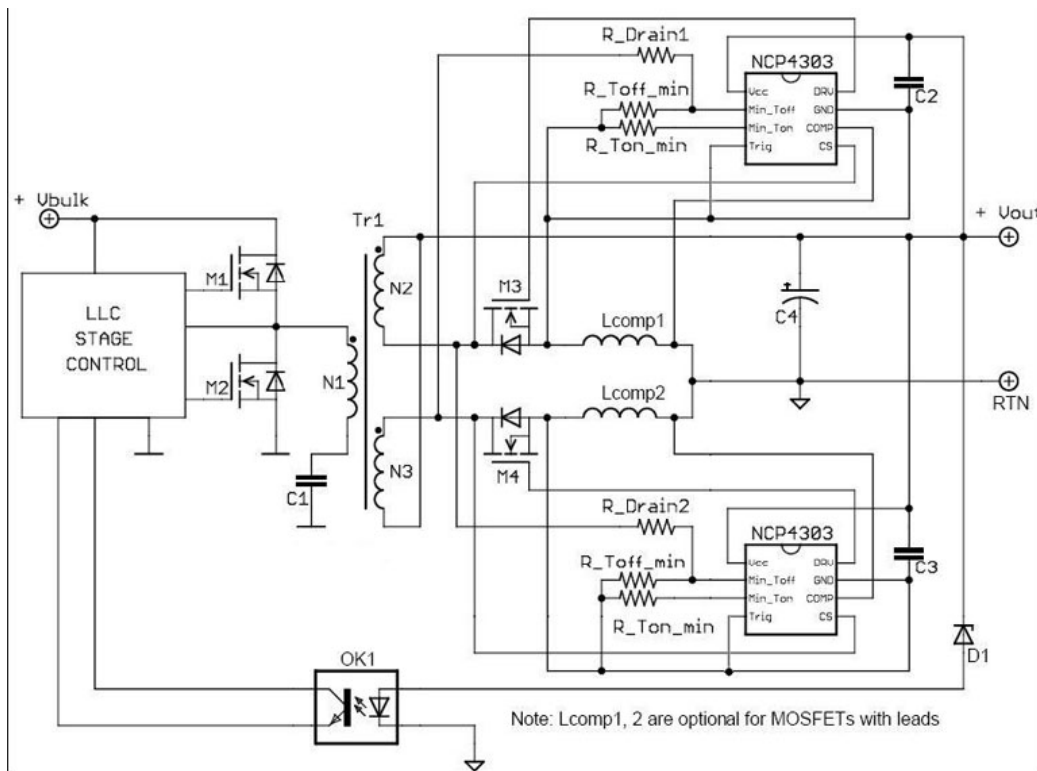 R_Drain1
NCP4303
R_Toff_min
Vcc
DRV
C2
Min_Toff
GND
Min_Ton
COMP
R_Ton_min
Trig
CS
+ Vbulk
Tr1
+ Vout
M1
M3
N2
LLC
STAGE
CONTROL
Lcomp1
C4
M2
N1
Lcomp2
RTN
N3
M4
C1
R_Drain2
NCP4303
R_Toff_min
Vcc
DRV
C3
GND
Min_Toff
Min_Ton
COMP
Trig
CS
R_Ton_min
D1
OK1
Note: Lcomp1, 2 are optional for MOSFETs with leads